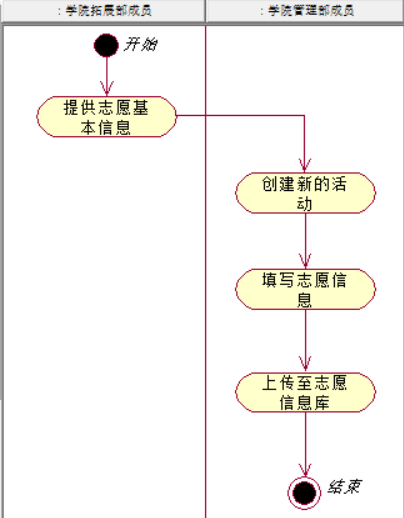 ：学院拓展部成员
：学院管理部成员
开始
提供志愿基
本信息
创建新的活
动
填写志愿信
息
上传至志愿
信息库
结束